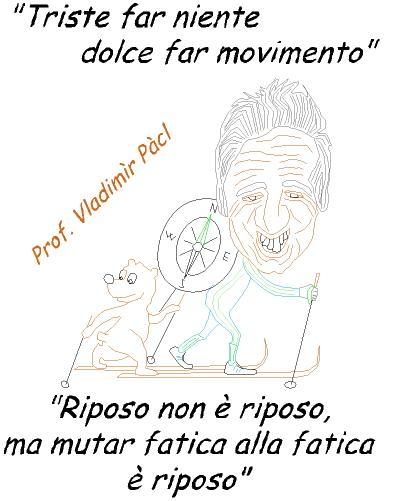 "Triste far niente
dolce far movimento"
Prof. Vladimìr Pàcl
N
W
E
"Riposo non è riposo,
ma mutar fatica alla fatica
è riposo"